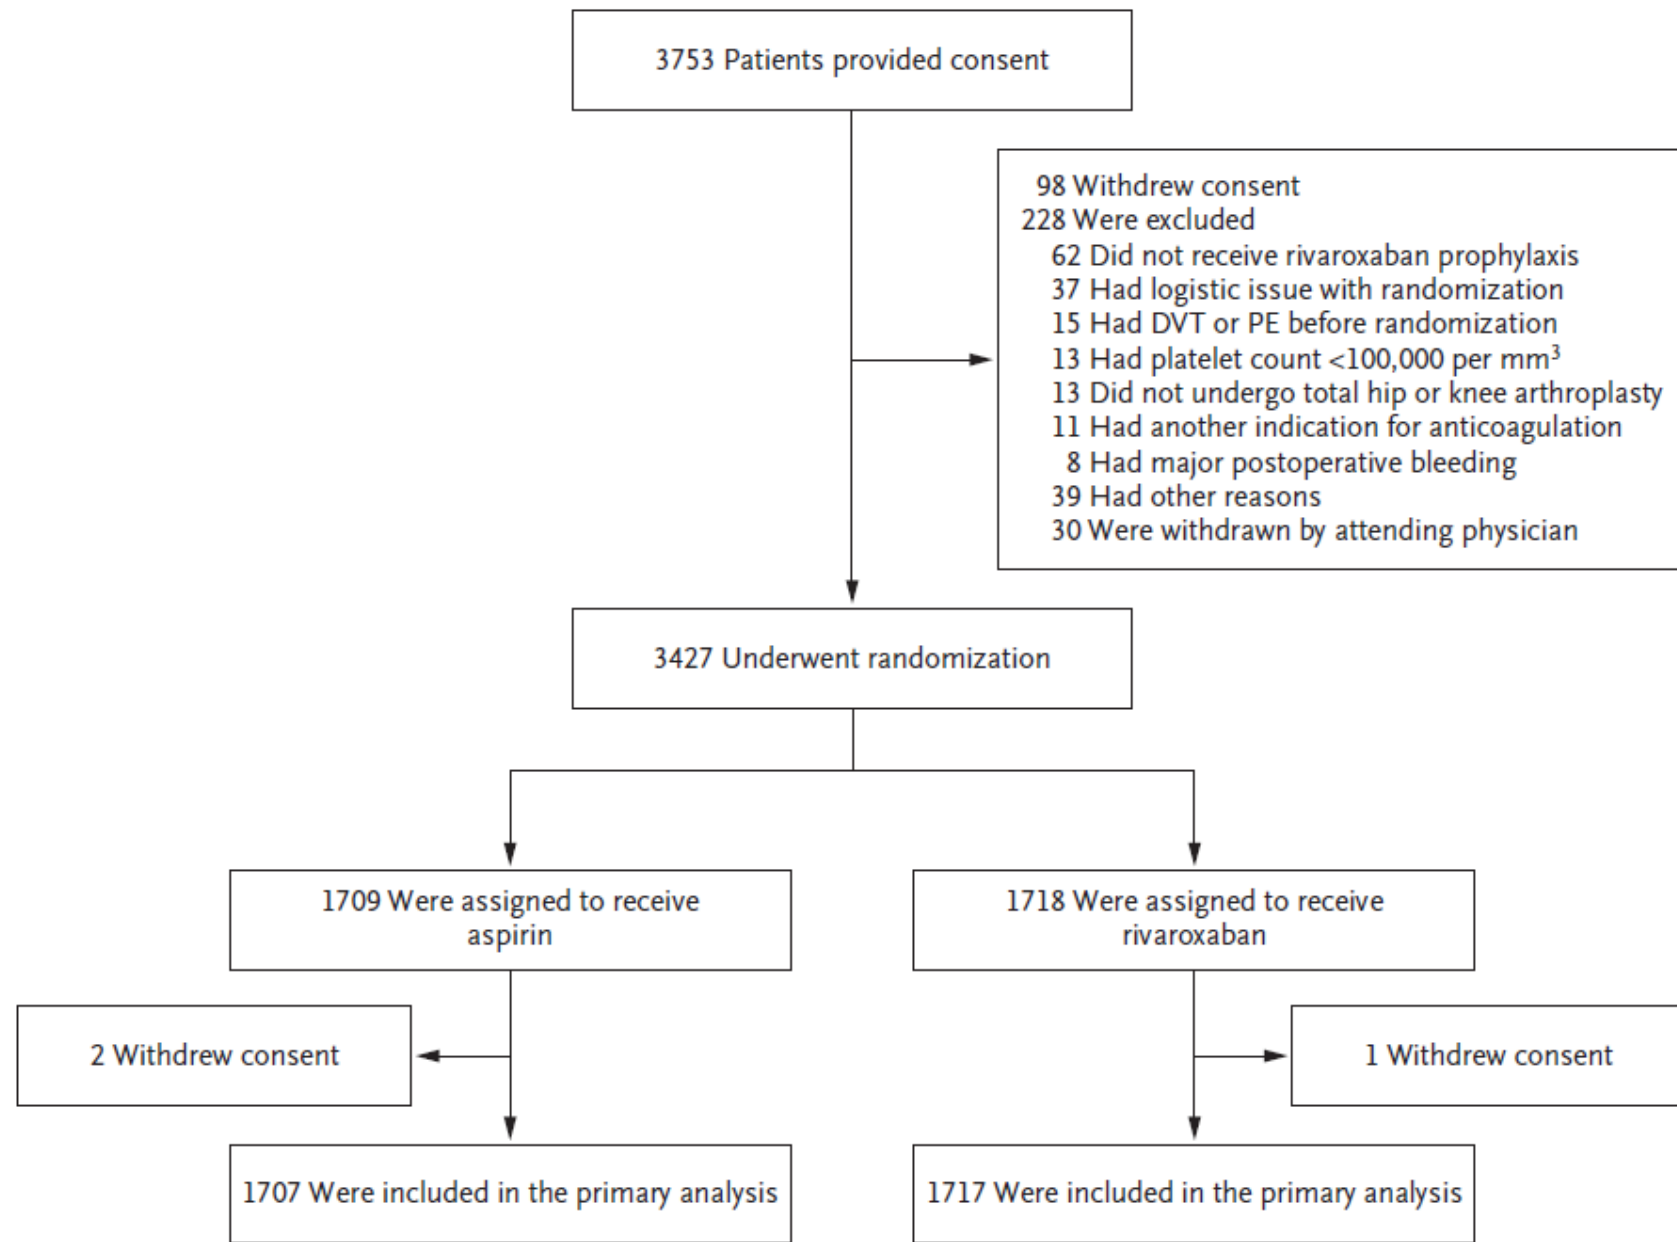 3753 Patients provided consent
98 Withdrew consent
228 Were excluded
62 Did not receive rivaroxaban prophylaxis
37 Had logistic issue with randomization
15 Had DVT or PE before randomization
13 Had platelet count <100,000 per mm³
13 Did not undergo total hip or knee arthroplasty
11 Had another indication for anticoagulation
8 Had major postoperative bleeding
39 Had other reasons
30 Were withdrawn by attending physician
3427 Underwent randomization
1709 Were assigned to receive
aspirin
1718 Were assigned to receive
rivaroxaban
2 Withdrew consent
1 Withdrew consent
1707 Were included in the primary analysis
1717 Were included in the primary analysis